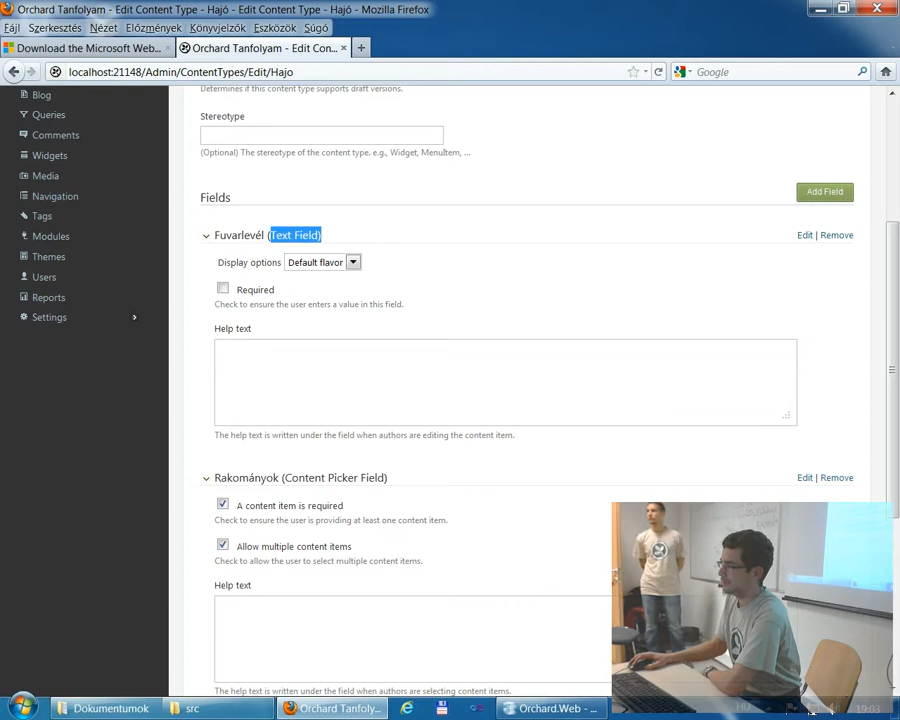 Orchard Tanfolyam - Edit Content Type - Hajó - Edit Content Type - Hajó - Mozilla Firefox
Fájl Szerkesztés Nézet Előzmények Könyvjelzők Eszközök Súgó
Download the Microsoft Web...
Orchard Tanfolyam - Edit Con...
localhost:21148/Admin/ContentTypes/Edit/Hajo
Google
Blog
Queries
Comments
Widgets
Media
Navigation
Tags
Modules
Themes
Users
Reports
Settings
Determines if this content type supports draft versions.
Stereotype
(Optional) The stereotype of the content type. e.g., Widget, MenuItem, ...
Fields
Add Field
Fuvarlevél (Text Field)
Edit | Remove
Display options Default flavor
Required
Check to ensure the user enters a value in this field.
Help text
The help text is written under the field when authors are editing the content item.
Rakományok (Content Picker Field)
Edit | Remove
A content item is required
Check to ensure the user is providing at least one content item.
Allow multiple content items
Check to allow the user to select multiple content items.
Help text
The help text is written under the field when authors are selecting content items.
Dokumentumok
src
Orchard Tanfoly...
Orchard.Web - ...
HU
19:03